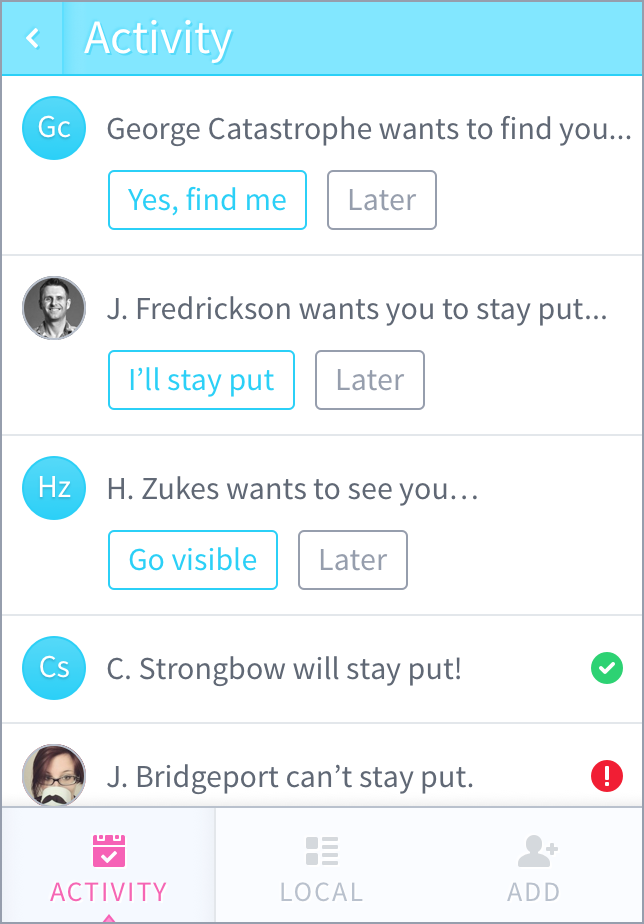 Activity
Gc
George Catastrophe wants to find you...
Yes, find me
Later
J. Fredrickson wants you to stay put...
I’ll stay put
Later
Hz
H. Zukes wants to see you…
Go visible
Later
Cs
C. Strongbow will stay put!
J. Bridgeport can’t stay put.
ACTIVITY
LOCAL
ADD